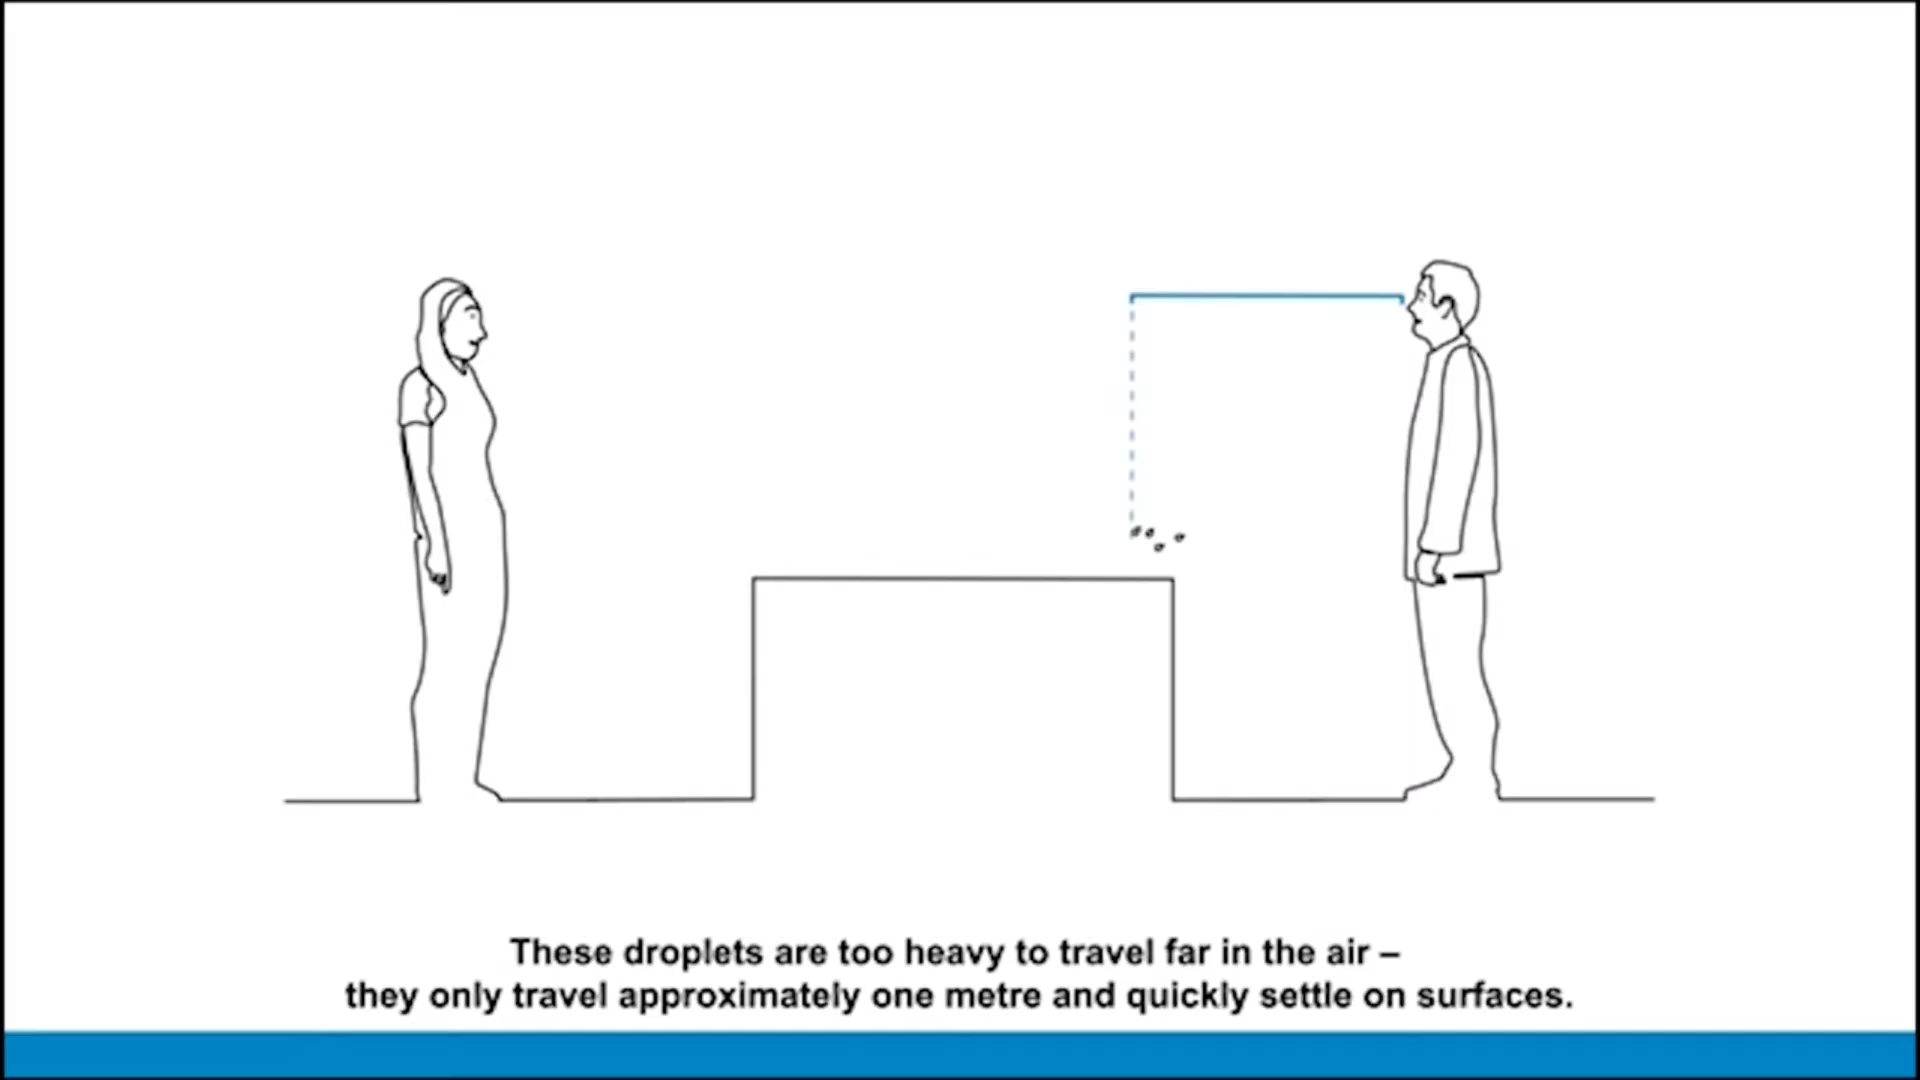 These droplets are too heavy to travel far in the air –
they only travel approximately one metre and quickly settle on surfaces.